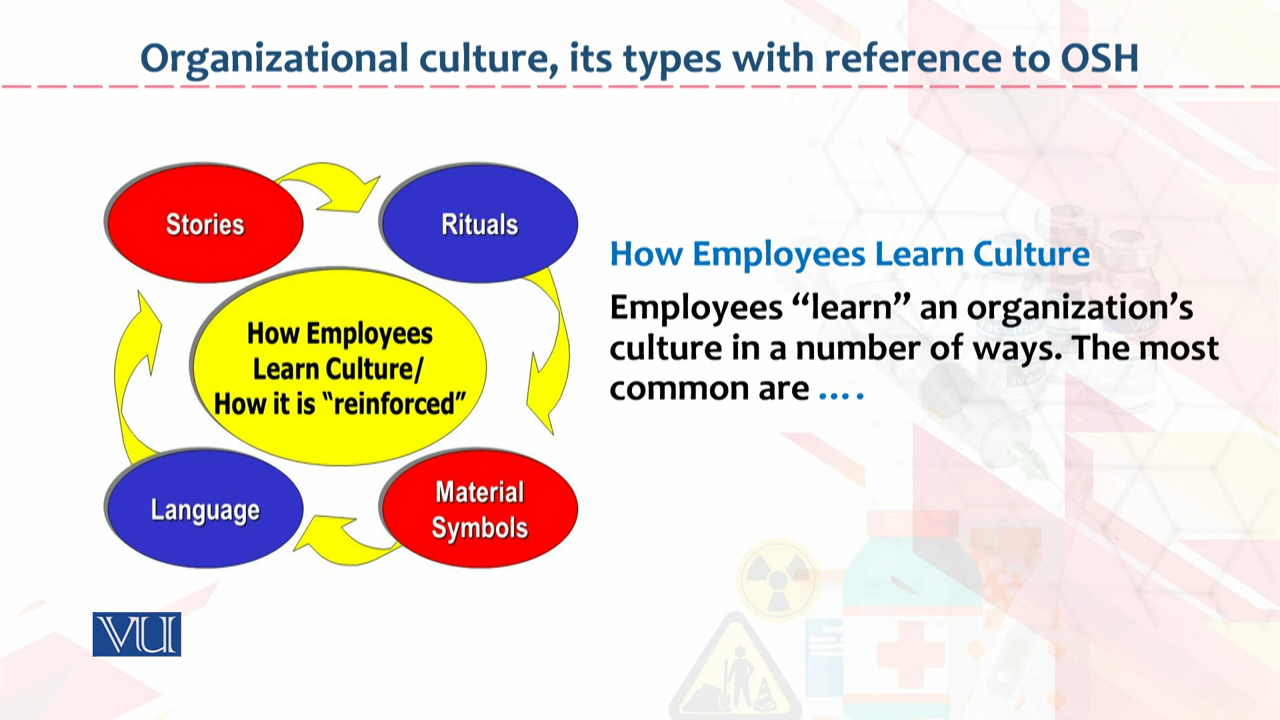 Organizational culture, its types with reference to OSH
Stories
Rituals
How Employees
Learn Culture/
How it is “reinforced”
Language
Material
Symbols
How Employees Learn Culture
Employees “learn” an organization’s
culture in a number of ways. The most
common are ….
VU